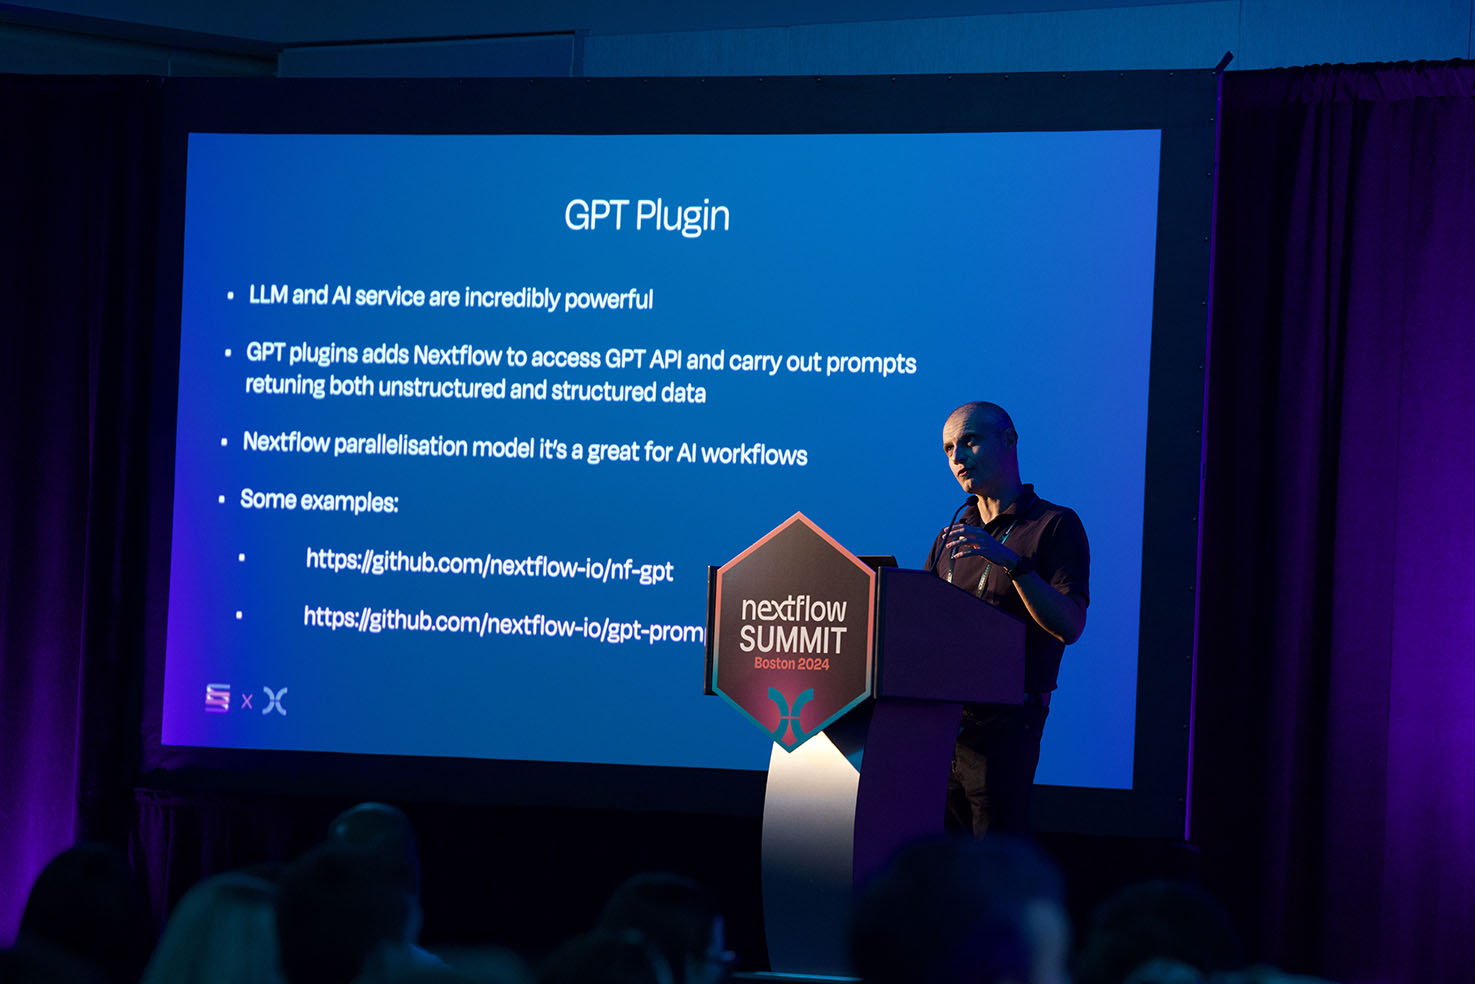 GPT Plugin
• LLM and AI service are incredibly powerful
• GPT plugins adds Nextflow to access GPT API and carry out prompts
retuning both unstructured and structured data
• Nextflow parallelisation model it's a great for AI workflows
• Some examples:
• https://github.com/nextflow-io/nf-gpt
• https://github.com/nextflow-io/gpt-prom
x
nextflow
SUMMIT
Boston 2024